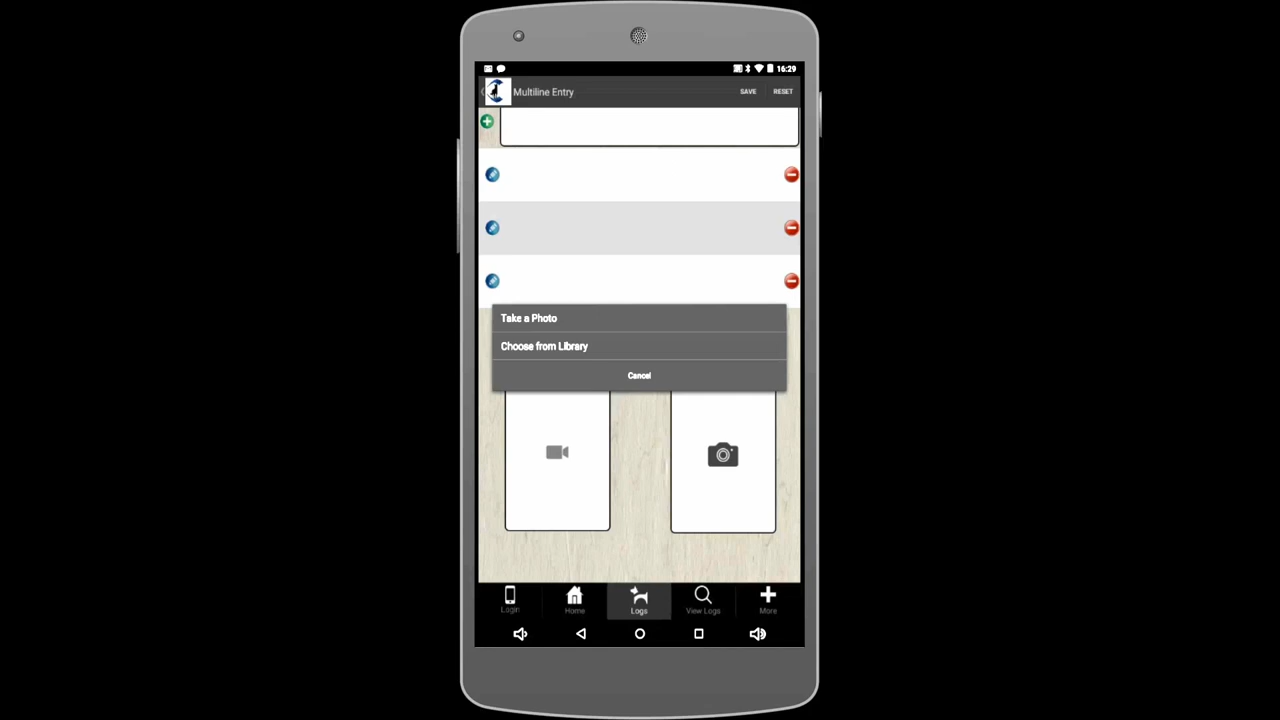 16:29
Multiline Entry
SAVE
RESET
Take a Photo
Choose from Library
Cancel
Login
Home
Logs
View Logs
More